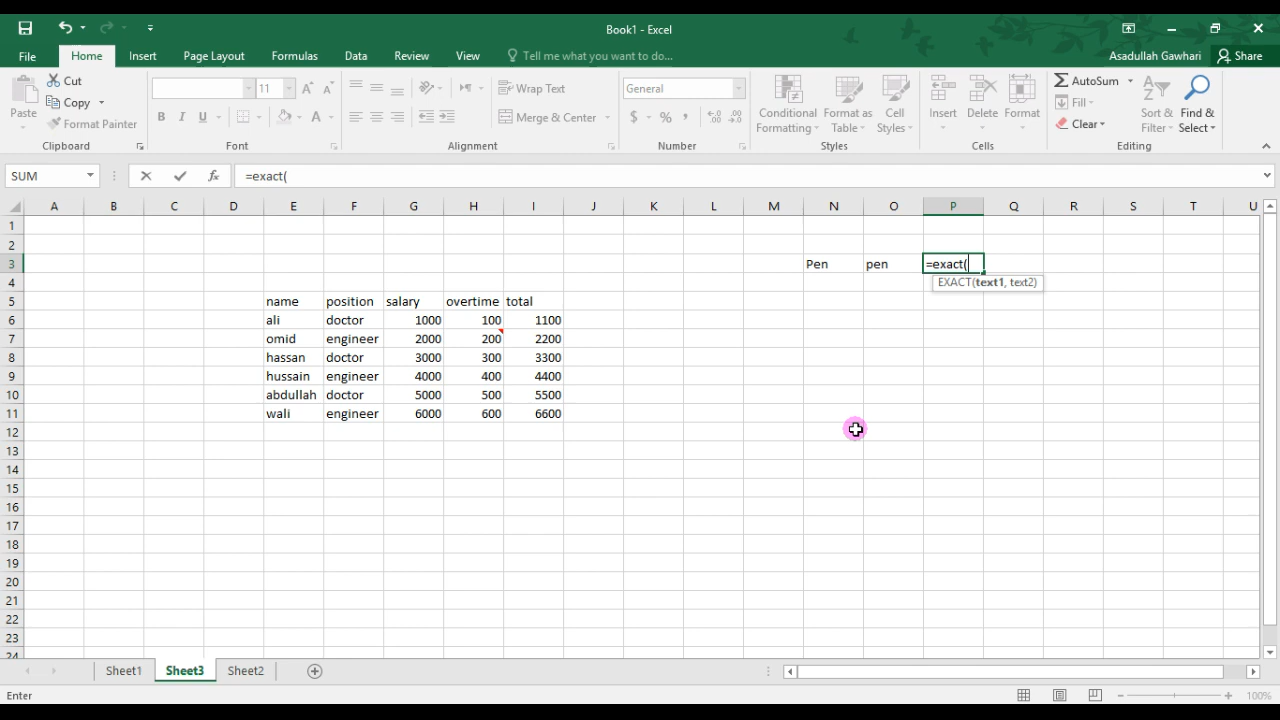 Book1 - Excel
File Home Insert Page Layout Formulas Data Review View Tell me what you want to do... Asadullah Gawhari Share
Paste Cut Copy Format Painter Clipboard
11 B I U A A A Font
Wrap Text Merge & Center Alignment
General $ % , Number
Conditional Formatting Format as Table Cell Styles Styles
Insert Delete Format Cells
AutoSum Fill Clear Sort & Filter Find & Select Editing
SUM fx =exact(
A B C D E F G H I J K L M N O P Q R S T U
1
2
3 Pen pen =exact(
EXACT(text1, text2)
4
5 name position salary overtime total
6 ali doctor 1000 100 1100
7 omid engineer 2000 200 2200
8 hassan doctor 3000 300 3300
9 hussain engineer 4000 400 4400
10 abdullah doctor 5000 500 5500
11 wali engineer 6000 600 6600
12
13
14
15
16
17
18
19
20
21
22
23
24
Sheet1 Sheet3 Sheet2
Enter 100%